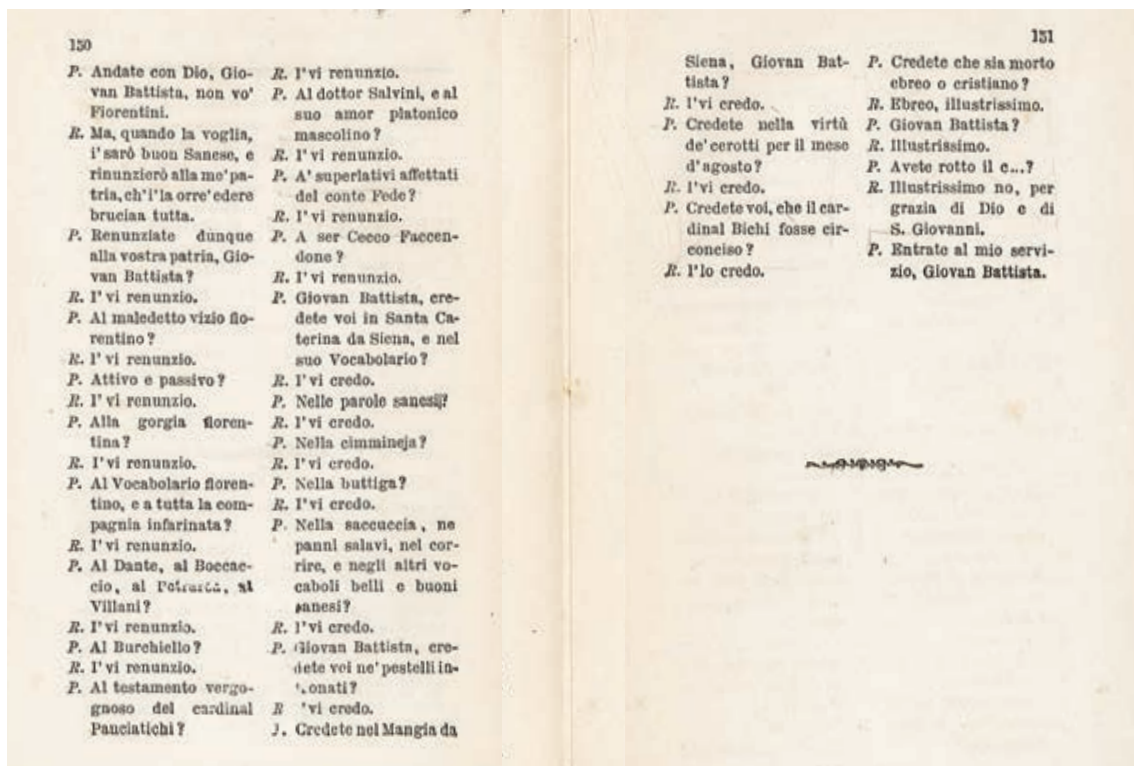 150
P. Andate con Dio, Gio-
van Battista, non vo'
Fiorentini.
R. Ma, quando la voglia,
i' sarò buon Sanese, e
rinunzierò alla me' pa-
tria, ch'i' la orre' edere
bruciaa tutta.
P. Renunziate dunque
alla vostra patria, Gio-
van Battista?
R. I' vi renunzio.
P. Al maledetto vizio fio-
rentino?
R. I' vi renunzio.
P. Attivo e passivo?
R. I' vi renunzio.
P. Alla gorgia fioren-
tina?
R. I' vi renunzio.
P. Al Vocabolario fioren-
tino, e a tutta la com-
pagnia infarinata?
R. I' vi renunzio.
P. Al Dante, al Boccac-
cio, al Petrarca, al
Villani?
R. I' vi renunzio.
P. Al Burchiello?
R. I' vi renunzio.
P. Al testamento vergo-
gnoso del cardinal
Panciatichi?
R. I' vi renunzio.
P. Al dottor Salvini, e al
suo amor platonico
mascolino?
R. I' vi renunzio.
P. A' superlativi affettati
del conte Fede?
R. I' vi renunzio.
P. A ser Cecco Faccen-
done?
R. I' vi renunzio.
P. Giovan Battista, cre-
dete voi in Santa Ca-
terina da Siena, e nel
suo Vocabolario?
R. I' vi credo.
P. Nelle parole sanesi?
R. I' vi credo.
P. Nella cimmineja?
R. I' vi credo.
P. Nella buttiga?
R. I' vi credo.
P. Nella saccuccia, ne
panni salavi, nel cor-
rire, e negli altri vo-
caboli belli e buoni
sanesi?
R. I' vi credo.
P. Giovan Battista, cre-
dete voi ne' pestelli in-
tonati?
R 'vi credo.
P. Credete nel Mangia da
151
Siena, Giovan Bat-
tista?
R. I' vi credo.
P. Credete nella virtù
de' cerotti per il mese
d'agosto?
R. I' vi credo.
P. Credete voi, che il car-
dinal Bichi fosse cir-
conciso?
R. I' lo credo.
P. Credete che sia morto
ebreo o cristiano?
R. Ebreo, illustrissimo.
P. Giovan Battista?
R. Illustrissimo.
P. Avete rotto il c...?
R. Illustrissimo no, per
grazia di Dio e di
S. Giovanni.
P. Entrate al mio servi-
zio, Giovan Battista.